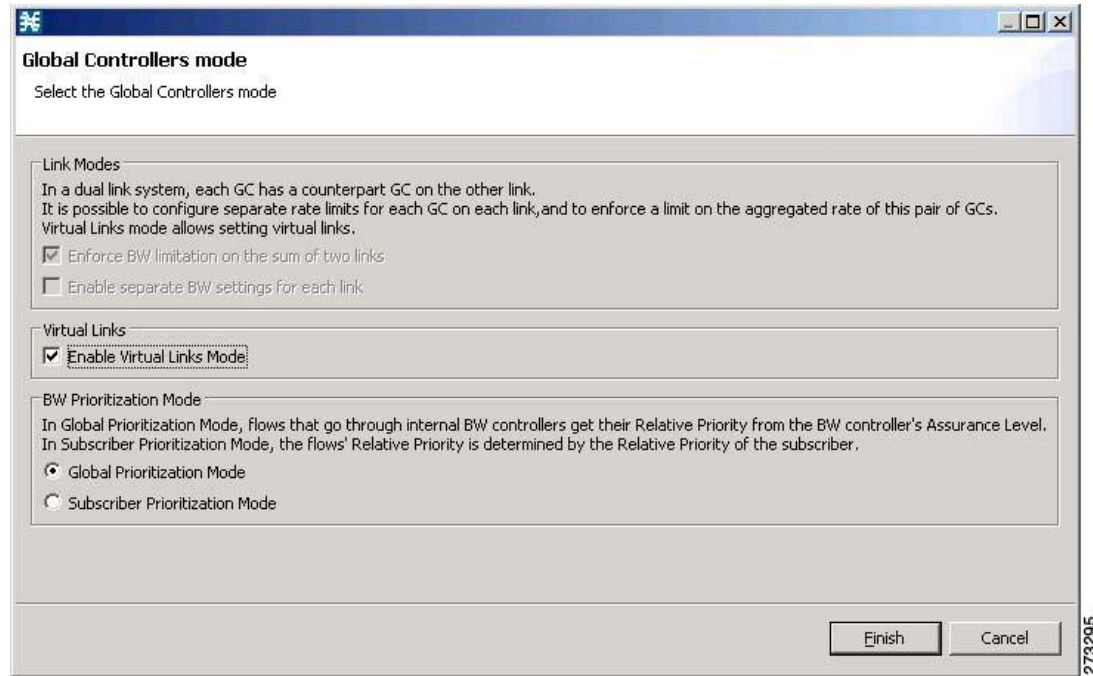 Global Controllers mode
Select the Global Controllers mode
Link Modes
In a dual link system, each GC has a counterpart GC on the other link.
It is possible to configure separate rate limits for each GC on each link,and to enforce a limit on the aggregated rate of this pair of GCs.
Virtual Links mode allows setting virtual links.
Enforce BW limitation on the sum of two links
Enable separate BW settings for each link
Virtual Links
Enable Virtual Links Mode
BW Prioritization Mode
In Global Prioritization Mode, flows that go through internal BW controllers get their Relative Priority from the BW controller's Assurance Level.
In Subscriber Prioritization Mode, the flows' Relative Priority is determined by the Relative Priority of the subscriber.
Global Prioritization Mode
Subscriber Prioritization Mode
Finish
Cancel
273295